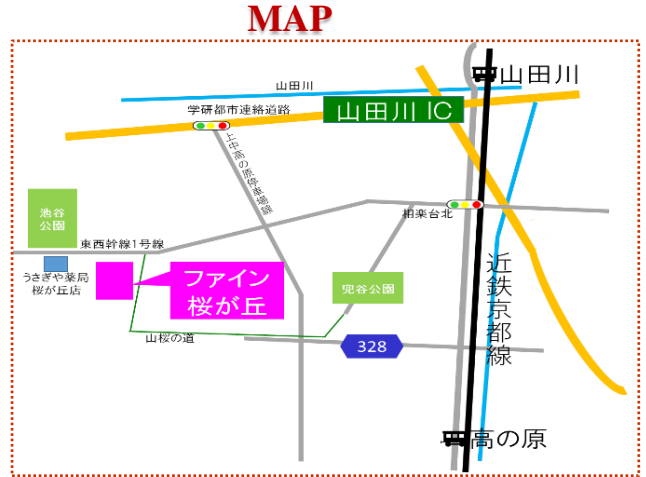 MAP
山田川
山田川
学研都市連絡道路
山田川 IC
上中高の原停車場線
池谷
公園
相楽台北
東西幹線1号線
うさぎや薬局
桜が丘店
ファイン
桜が丘
兜谷公園
近鉄京都線
山桜の道
328
高の原